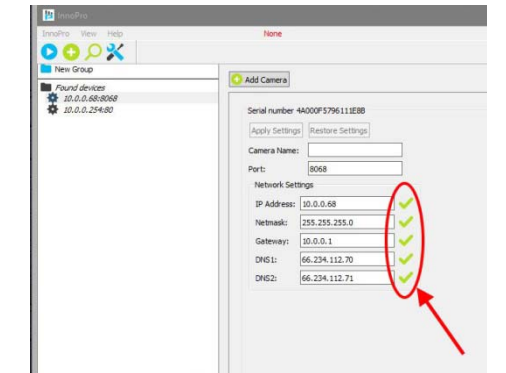 InnoPro
InnoPro View Help
None
New Group
Found devices
10.0.0.68:8068
10.0.0.254:80
Add Camera
Serial number 4A000F5796111E8B
Apply Settings Restore Settings
Camera Name:
Port: 8068
Network Settings
IP Address: 10.0.0.68
Netmask: 255.255.255.0
Gateway: 10.0.0.1
DNS1: 66.234.112.70
DNS2: 66.234.112.71